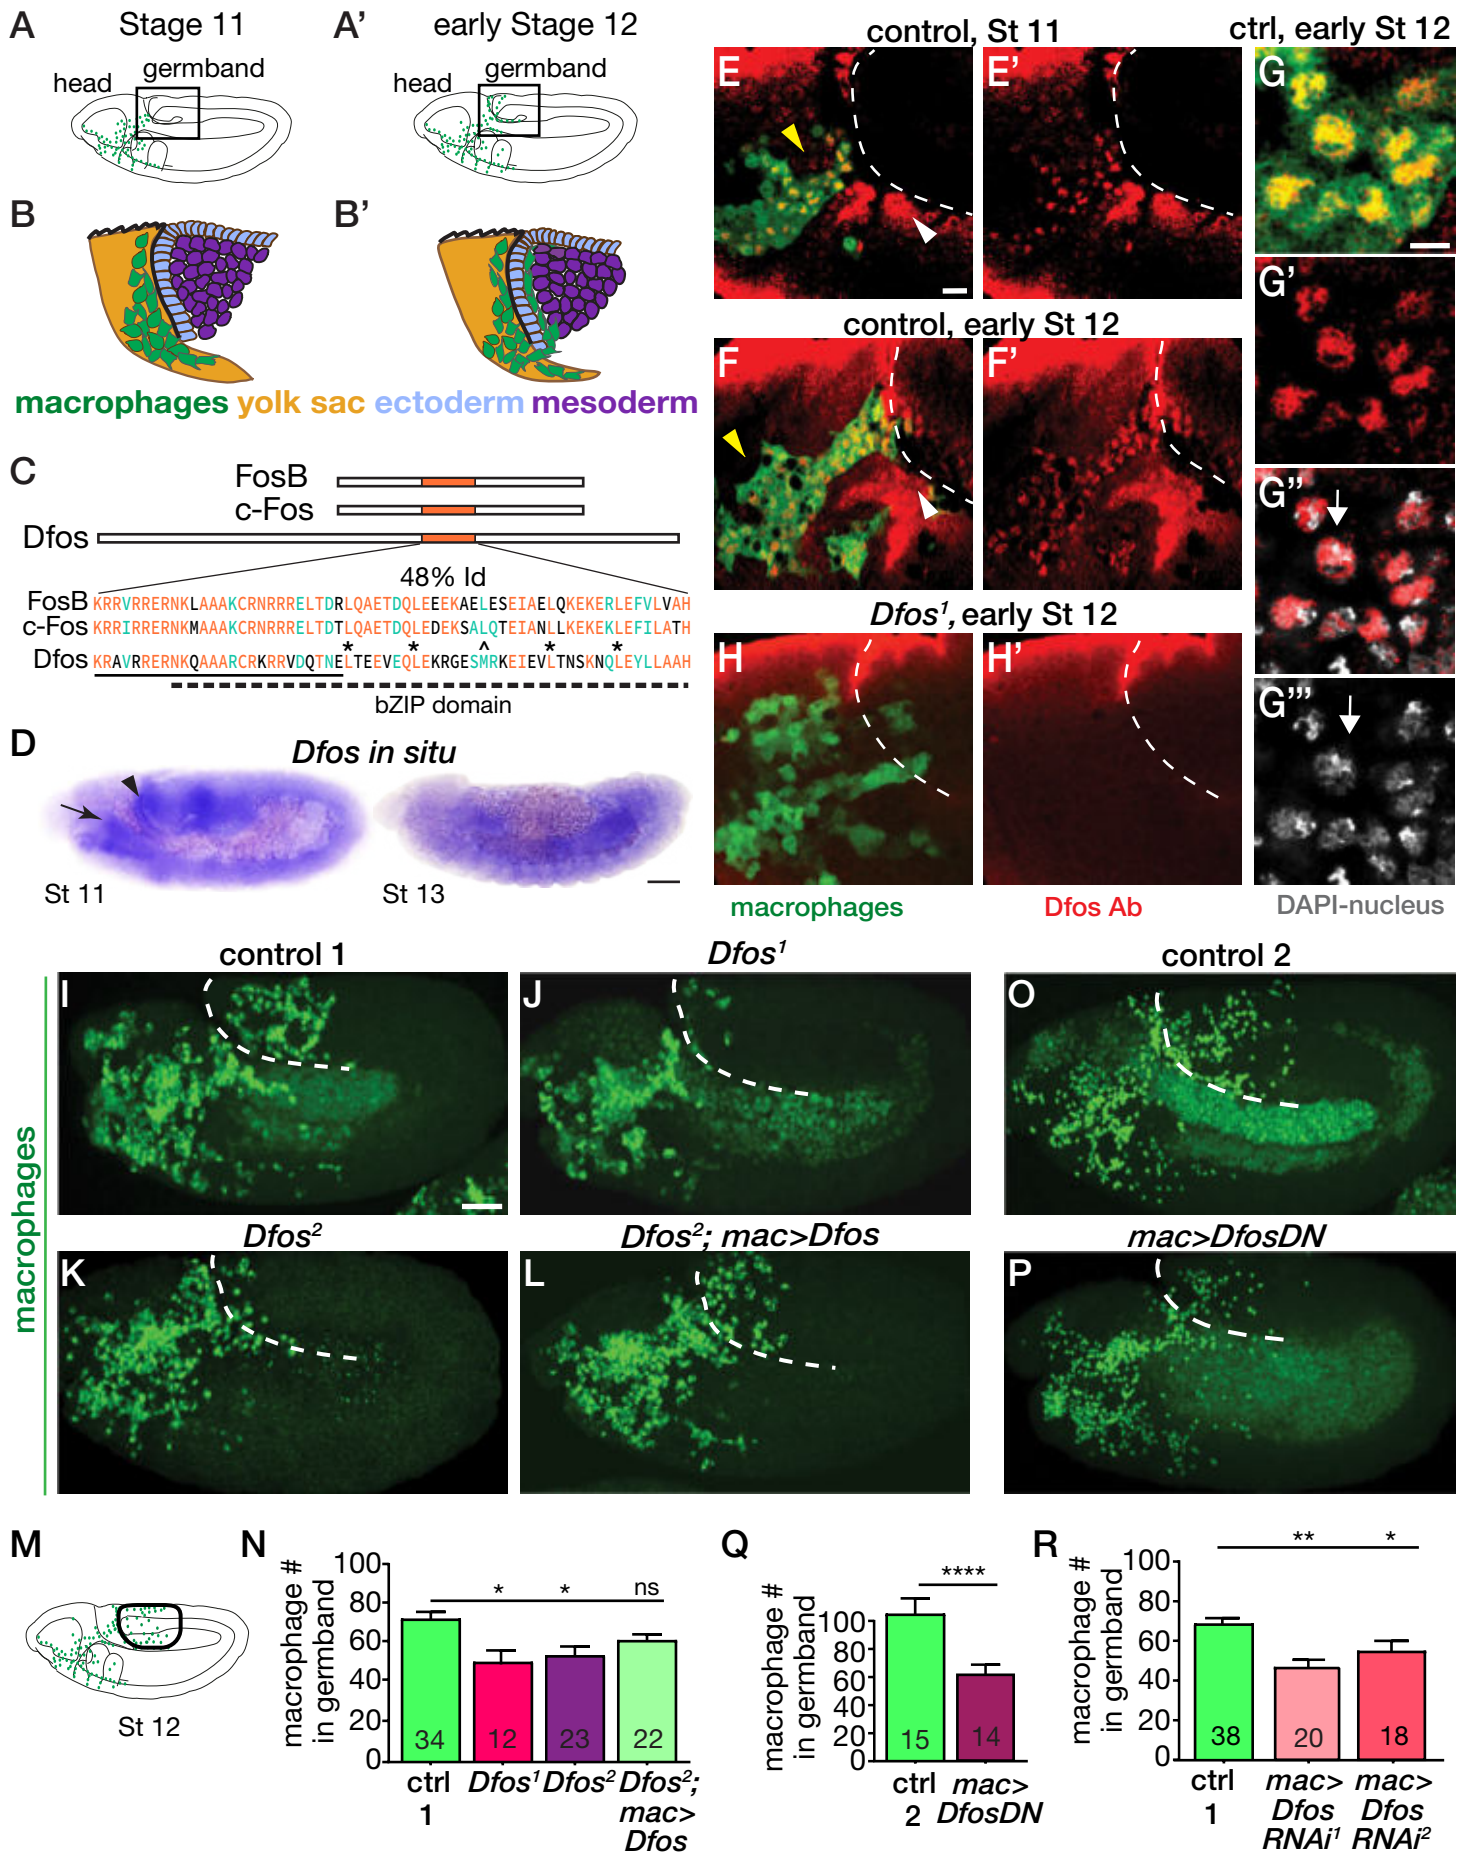 A Stage 11
A’ early Stage 12
head germband
head germband
B
B’
macrophages yolk sac ectoderm mesoderm
C
FosB
c-Fos
Dfos
48% Id
FosB KRRVRRERNKLAAAKCRNRRRELTDRLQAETDQLEEEKAELESEIAELQKEKERLEFVLVAH
c-Fos KRRIRRERNKMAAAKCRNRRRELTDTLQAETDQLEDEKSALQTEIANLLKEKEKLEFILATH
* * ^ * *
Dfos KRAVRRERNKQAAARCRKRRVDQTNELTEEVEQLEKRGESMRKEIEVLTNSKNQLEYLLAAH
bZIP domain
D Dfos in situ
St 11
St 13
control, St 11
E
E’
control, early St 12
F
F’
Dfos¹, early St 12
H
H’
macrophages
Dfos Ab
ctrl, early St 12
G
G’
G’’
G’’’
DAPI-nucleus
macrophages
control 1
I
Dfos¹
J
control 2
O
Dfos²
K
Dfos²; mac>Dfos
L
mac>DfosDN
P
M
St 12
N
macrophage #
in germband
100
80
60
40
20
0
* * ns
34 12 23 22
ctrl
1
Dfos¹
Dfos²
Dfos²;
mac>
Dfos
Q
macrophage #
in germband
100
80
60
40
20
0
****
15 14
ctrl
2
mac>
DfosDN
R
macrophage #
in germband
100
80
60
40
20
0
** *
38 20 18
ctrl
1
mac>
Dfos
RNAi¹
mac>
Dfos
RNAi²